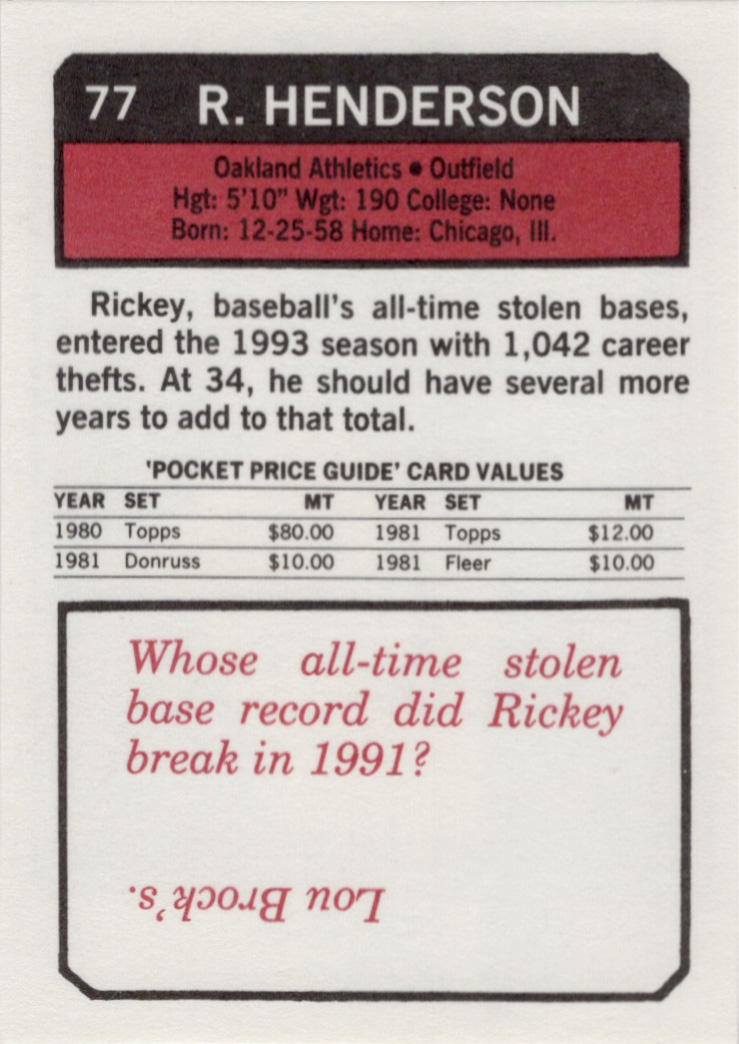 77 R. HENDERSON
Oakland Athletics • Outfield
Hgt: 5'10" Wgt: 190 College: None
Born: 12-25-58 Home: Chicago, Ill.
Rickey, baseball's all-time stolen bases,
entered the 1993 season with 1,042 career
thefts. At 34, he should have several more
years to add to that total.
'POCKET PRICE GUIDE' CARD VALUES
YEAR SET MT YEAR SET MT
1980 Topps $80.00 1981 Topps $12.00
1981 Donruss $10.00 1981 Fleer $10.00
Whose all-time stolen
base record did Rickey
break in 1991?
Lou Brock's.